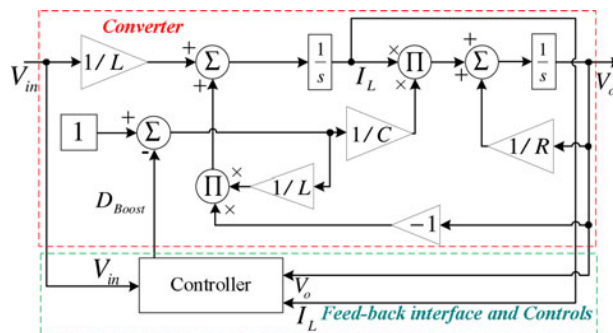 Converter
V_in
1/L
+
Σ
+
1/s
I_L
×
Π
×
+
Σ
+
1/s
V_o
1
+
Σ
-
1/C
1/R
Π
×
×
1/L
D_Boost
−1
V_in
Controller
V_o
I_L
Feed-back interface and Controls